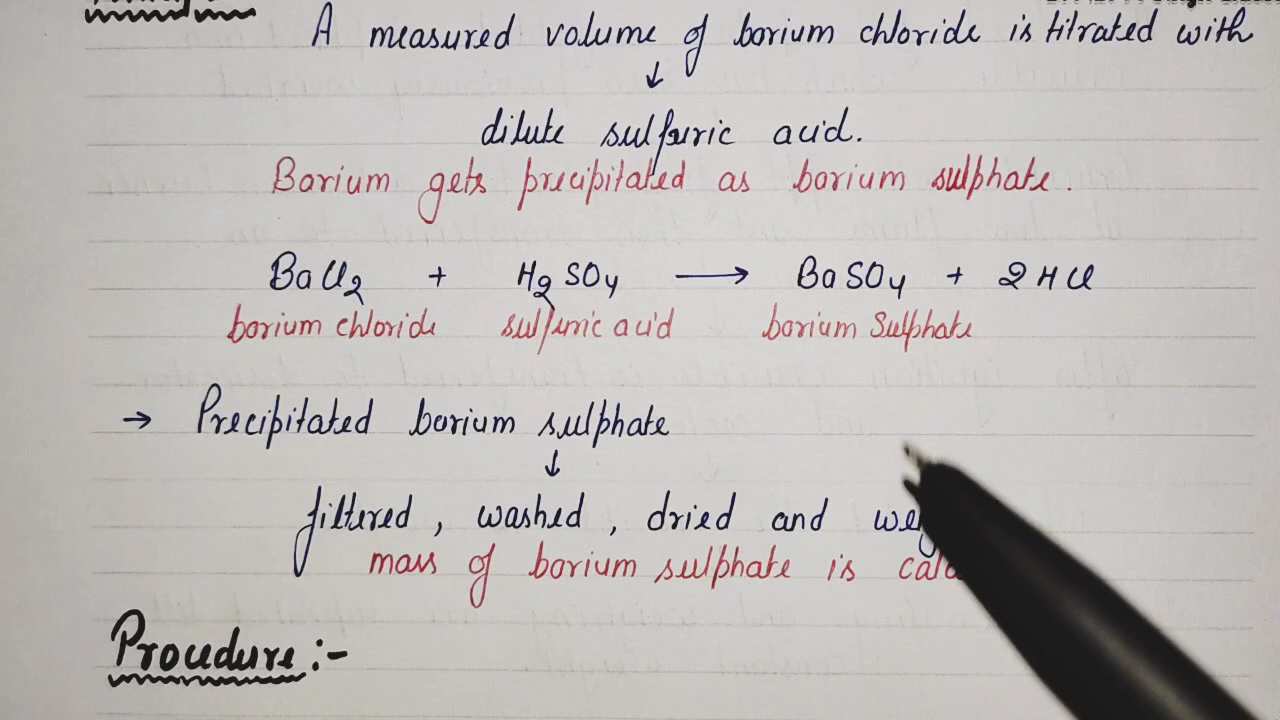 A measured volume of barium chloride is titrated with
↓
dilute sulfuric acid.
Barium gets precipitated as barium sulphate.
BaCl2 + H2SO4 ⟶ BaSO4 + 2HCl
barium chloride sulfuric acid barium Sulphate
→ Precipitated barium sulphate
↓
filtered, washed, dried and
mass of barium sulphate is
Procedure:-